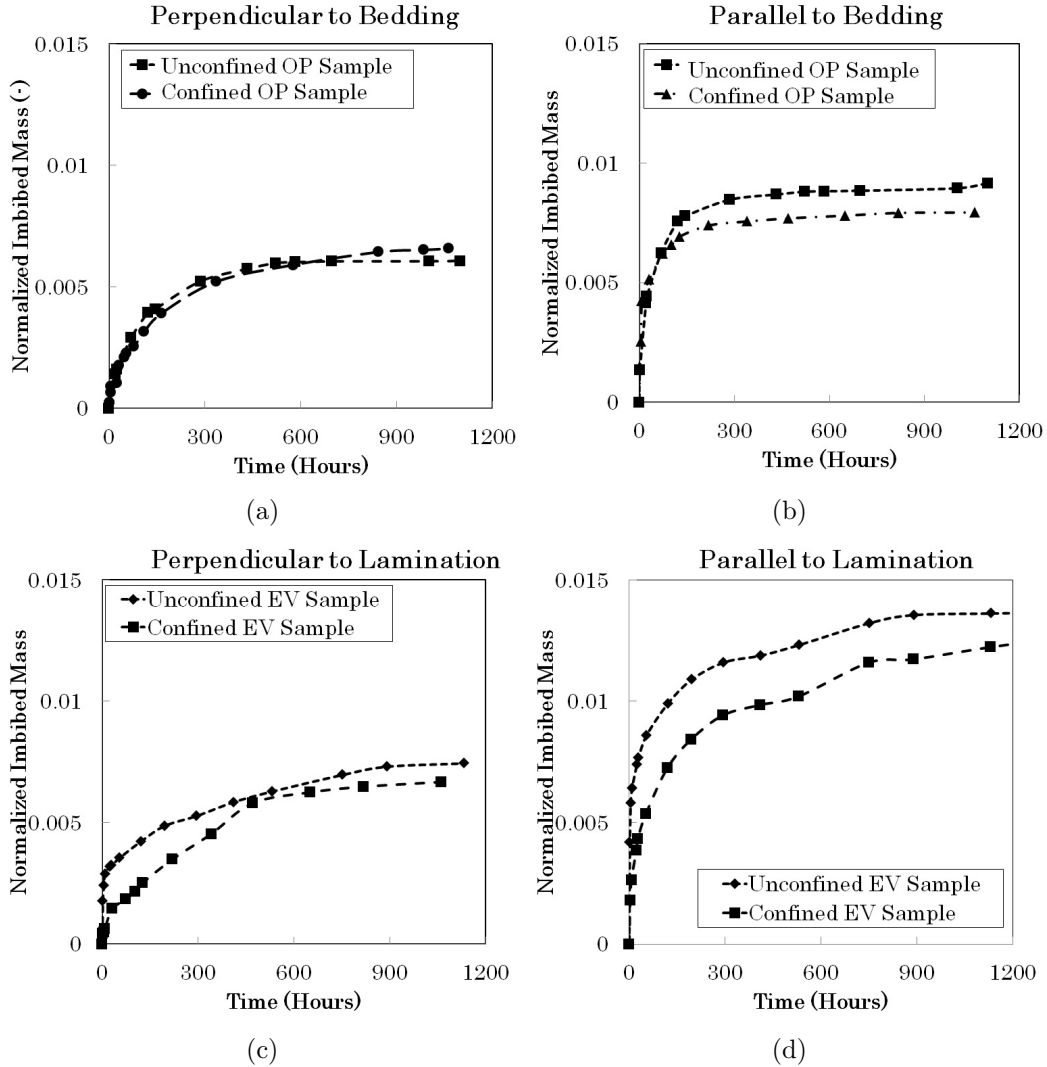 Perpendicular to Bedding
0.015
Unconfined OP Sample
Confined OP Sample
0.01
0.005
0
Normalized Imbibed Mass (-)
0 300 600 900 1200
Time (Hours)
(a)
Parallel to Bedding
0.015
Unconfined OP Sample
Confined OP Sample
0.01
0.005
0
Normalized Imbibed Mass
0 300 600 900 1200
Time (Hours)
(b)
Perpendicular to Lamination
0.015
Unconfined EV Sample
Confined EV Sample
0.01
0.005
0
Normalized Imbibed Mass
0 300 600 900 1200
Time (Hours)
(c)
Parallel to Lamination
0.015
0.01
0.005
0
Normalized Imbibed Mass
Unconfined EV Sample
Confined EV Sample
0 300 600 900 1200
Time (Hours)
(d)